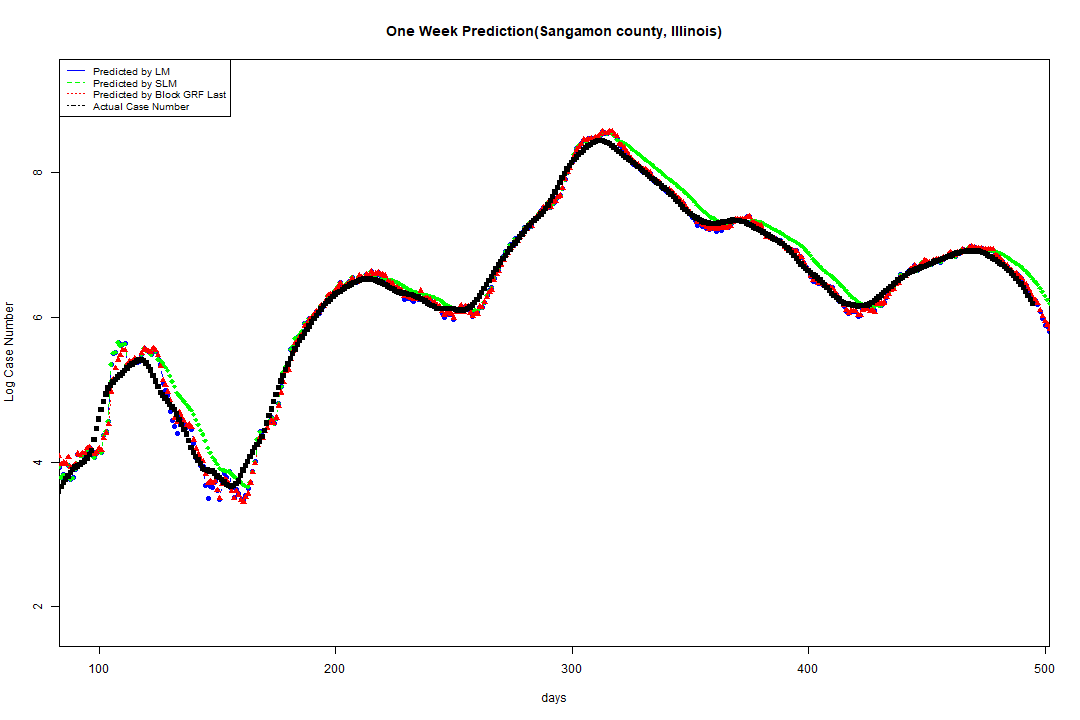 One Week Prediction(Sangamon county, Illinois)
Predicted by LM
Predicted by SLM
Predicted by Block GRF Last
Actual Case Number
Log Case Number
8
6
4
2
100 200 300 400 500
days